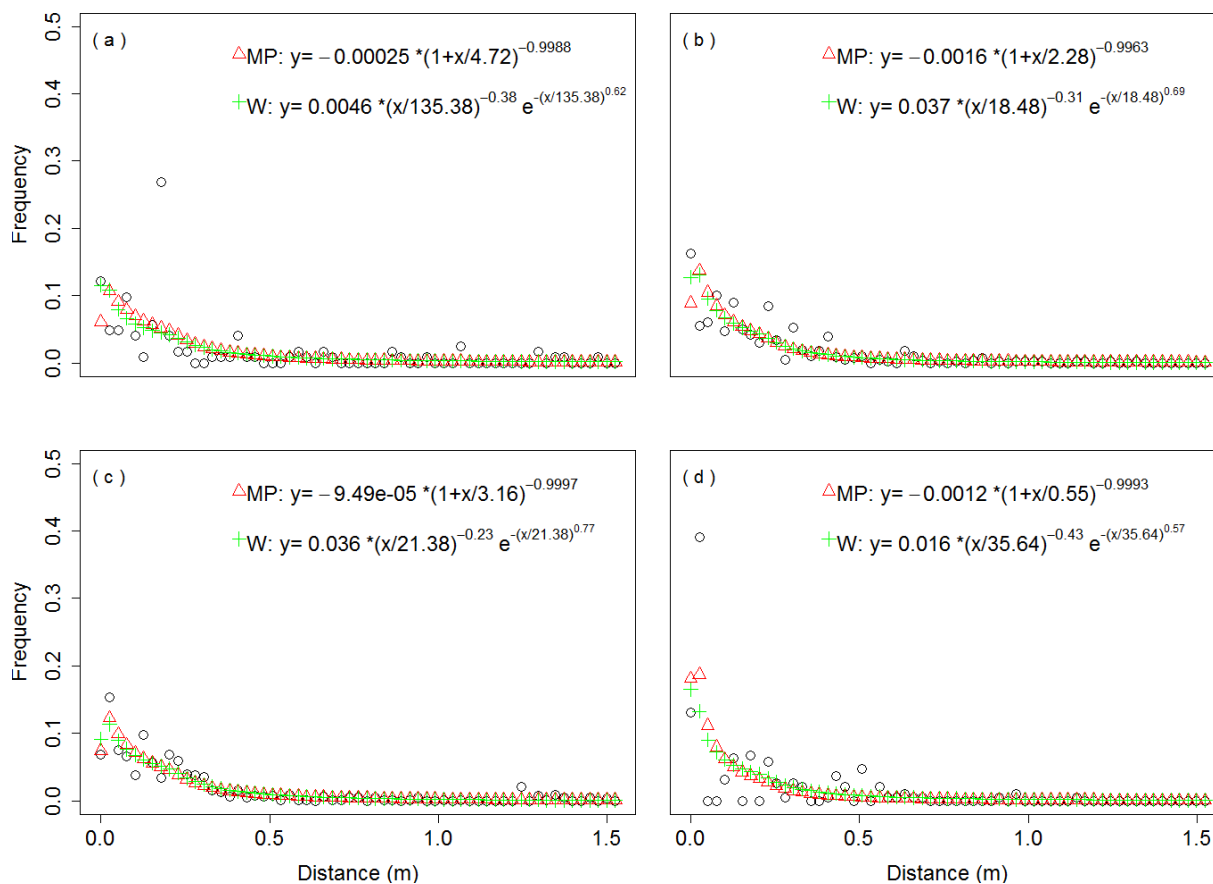 ( a )
MP: y= −0.00025 *(1+x/4.72)^−0.9988
W: y= 0.0046 *(x/135.38)^−0.38 e^-(x/135.38)^0.62
( b )
MP: y= −0.0016 *(1+x/2.28)^−0.9963
W: y= 0.037 *(x/18.48)^−0.31 e^-(x/18.48)^0.69
Frequency
0.5
0.4
0.3
0.2
0.1
0.0
( c )
MP: y= −9.49e-05 *(1+x/3.16)^−0.9997
W: y= 0.036 *(x/21.38)^−0.23 e^-(x/21.38)^0.77
( d )
MP: y= −0.0012 *(1+x/0.55)^−0.9993
W: y= 0.016 *(x/35.64)^−0.43 e^-(x/35.64)^0.57
Frequency
0.5
0.4
0.3
0.2
0.1
0.0
0.0 0.5 1.0 1.5
Distance (m)
0.0 0.5 1.0 1.5
Distance (m)